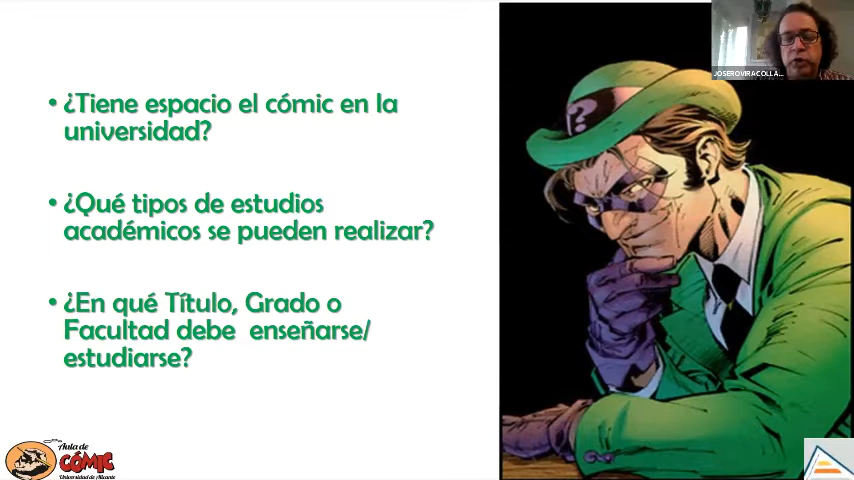 JOSEROVIRACOLLA...
• ¿Tiene espacio el cómic en la
universidad?
• ¿Qué tipos de estudios
académicos se pueden realizar?
• ¿En qué Título, Grado o
Facultad debe enseñarse/
estudiarse?
?
Aula de
CÓMIC
Universidad de Alicante